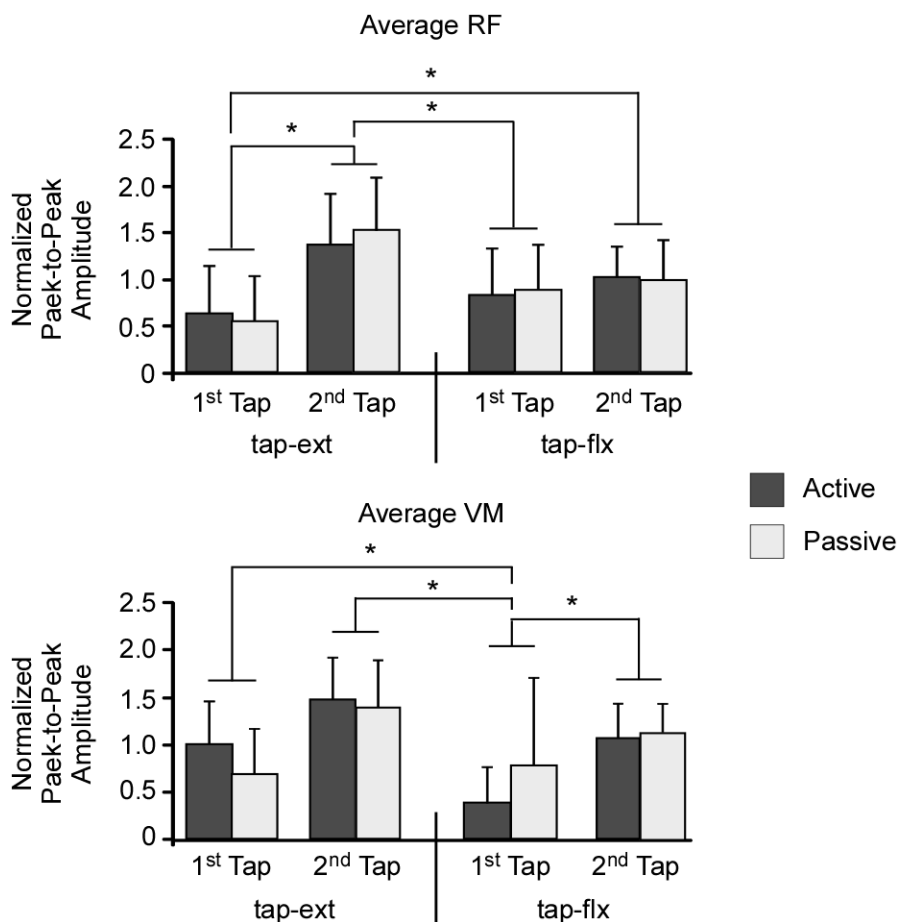 Average RF
*
*
*
Normalized
Paek-to-Peak
Amplitude
2.5
2.0
1.5
1.0
0.5
0
1st Tap 2nd Tap 1st Tap 2nd Tap
tap-ext tap-flx
Active
Passive
Average VM
*
*
*
Normalized
Paek-to-Peak
Amplitude
2.5
2.0
1.5
1.0
0.5
0
1st Tap 2nd Tap 1st Tap 2nd Tap
tap-ext tap-flx